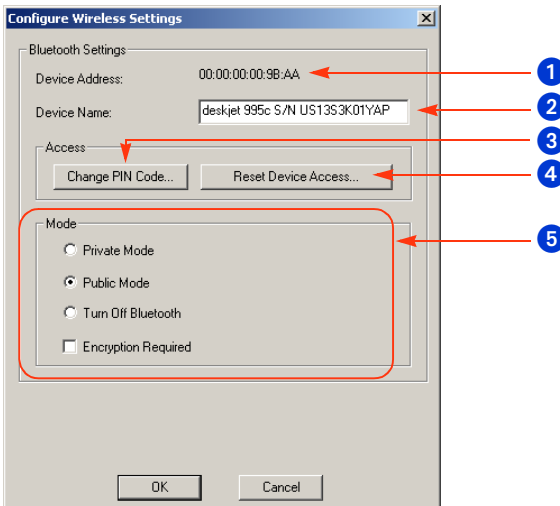 Configure Wireless Settings
Bluetooth Settings
Device Address: 00:00:00:00:9B:AA 1
Device Name: deskjet 995c S/N US13S3K01YAP 2
3
Access
Change PIN Code... Reset Device Access... 4
Mode 5
Private Mode
Public Mode
Turn Off Bluetooth
Encryption Required
OK Cancel